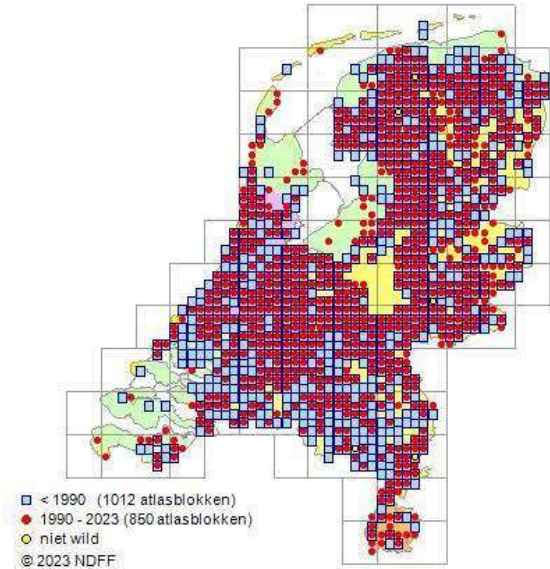 < 1990 (1012 atlasblokken)
1990 - 2023 (850 atlasblokken)
niet wild
© 2023 NDFF